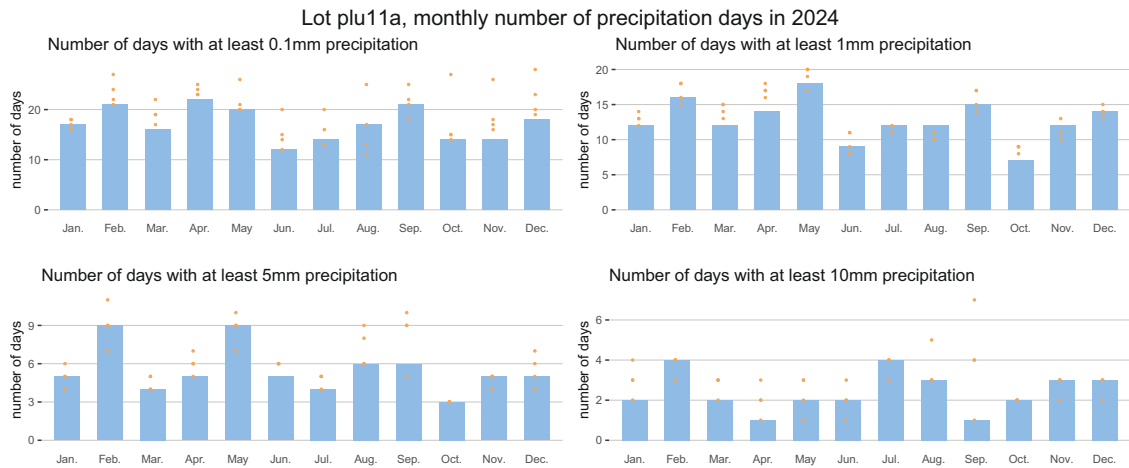 Lot plu11a, monthly number of precipitation days in 2024
Number of days with at least 0.1mm precipitation
number of days
20
10
0
Jan. Feb. Mar. Apr. May Jun. Jul. Aug. Sep. Oct. Nov. Dec.
Number of days with at least 1mm precipitation
number of days
20
15
10
5
0
Jan. Feb. Mar. Apr. May Jun. Jul. Aug. Sep. Oct. Nov. Dec.
Number of days with at least 5mm precipitation
number of days
9
6
3
0
Jan. Feb. Mar. Apr. May Jun. Jul. Aug. Sep. Oct. Nov. Dec.
Number of days with at least 10mm precipitation
number of days
6
4
2
0
Jan. Feb. Mar. Apr. May Jun. Jul. Aug. Sep. Oct. Nov. Dec.